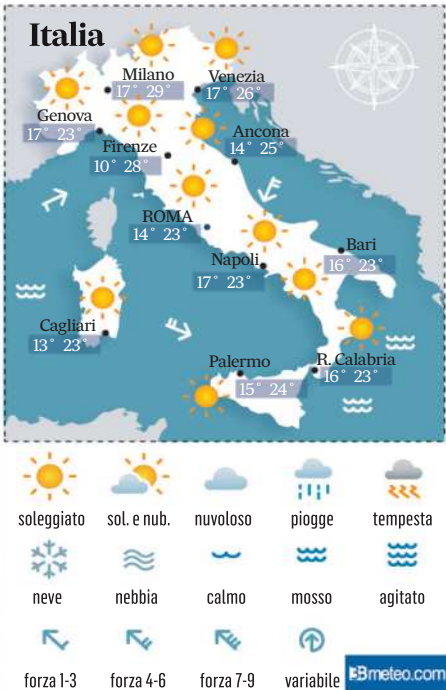 Italia
Milano
17° 29°
Venezia
17° 26°
Genova
17° 23°
Ancona
14° 25°
Firenze
10° 28°
ROMA
14° 23°
Bari
16° 23°
Napoli
17° 23°
Cagliari
13° 23°
Palermo
15° 24°
R. Calabria
16° 23°
soleggiato sol. e nub. nuvoloso piogge tempesta
neve nebbia calmo mosso agitato
forza 1-3 forza 4-6 forza 7-9 variabile
3Bmeteo.com